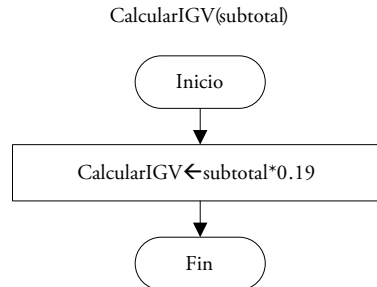 CalcularIGV(subtotal)
Inicio
CalcularIGV←subtotal*0.19
Fin